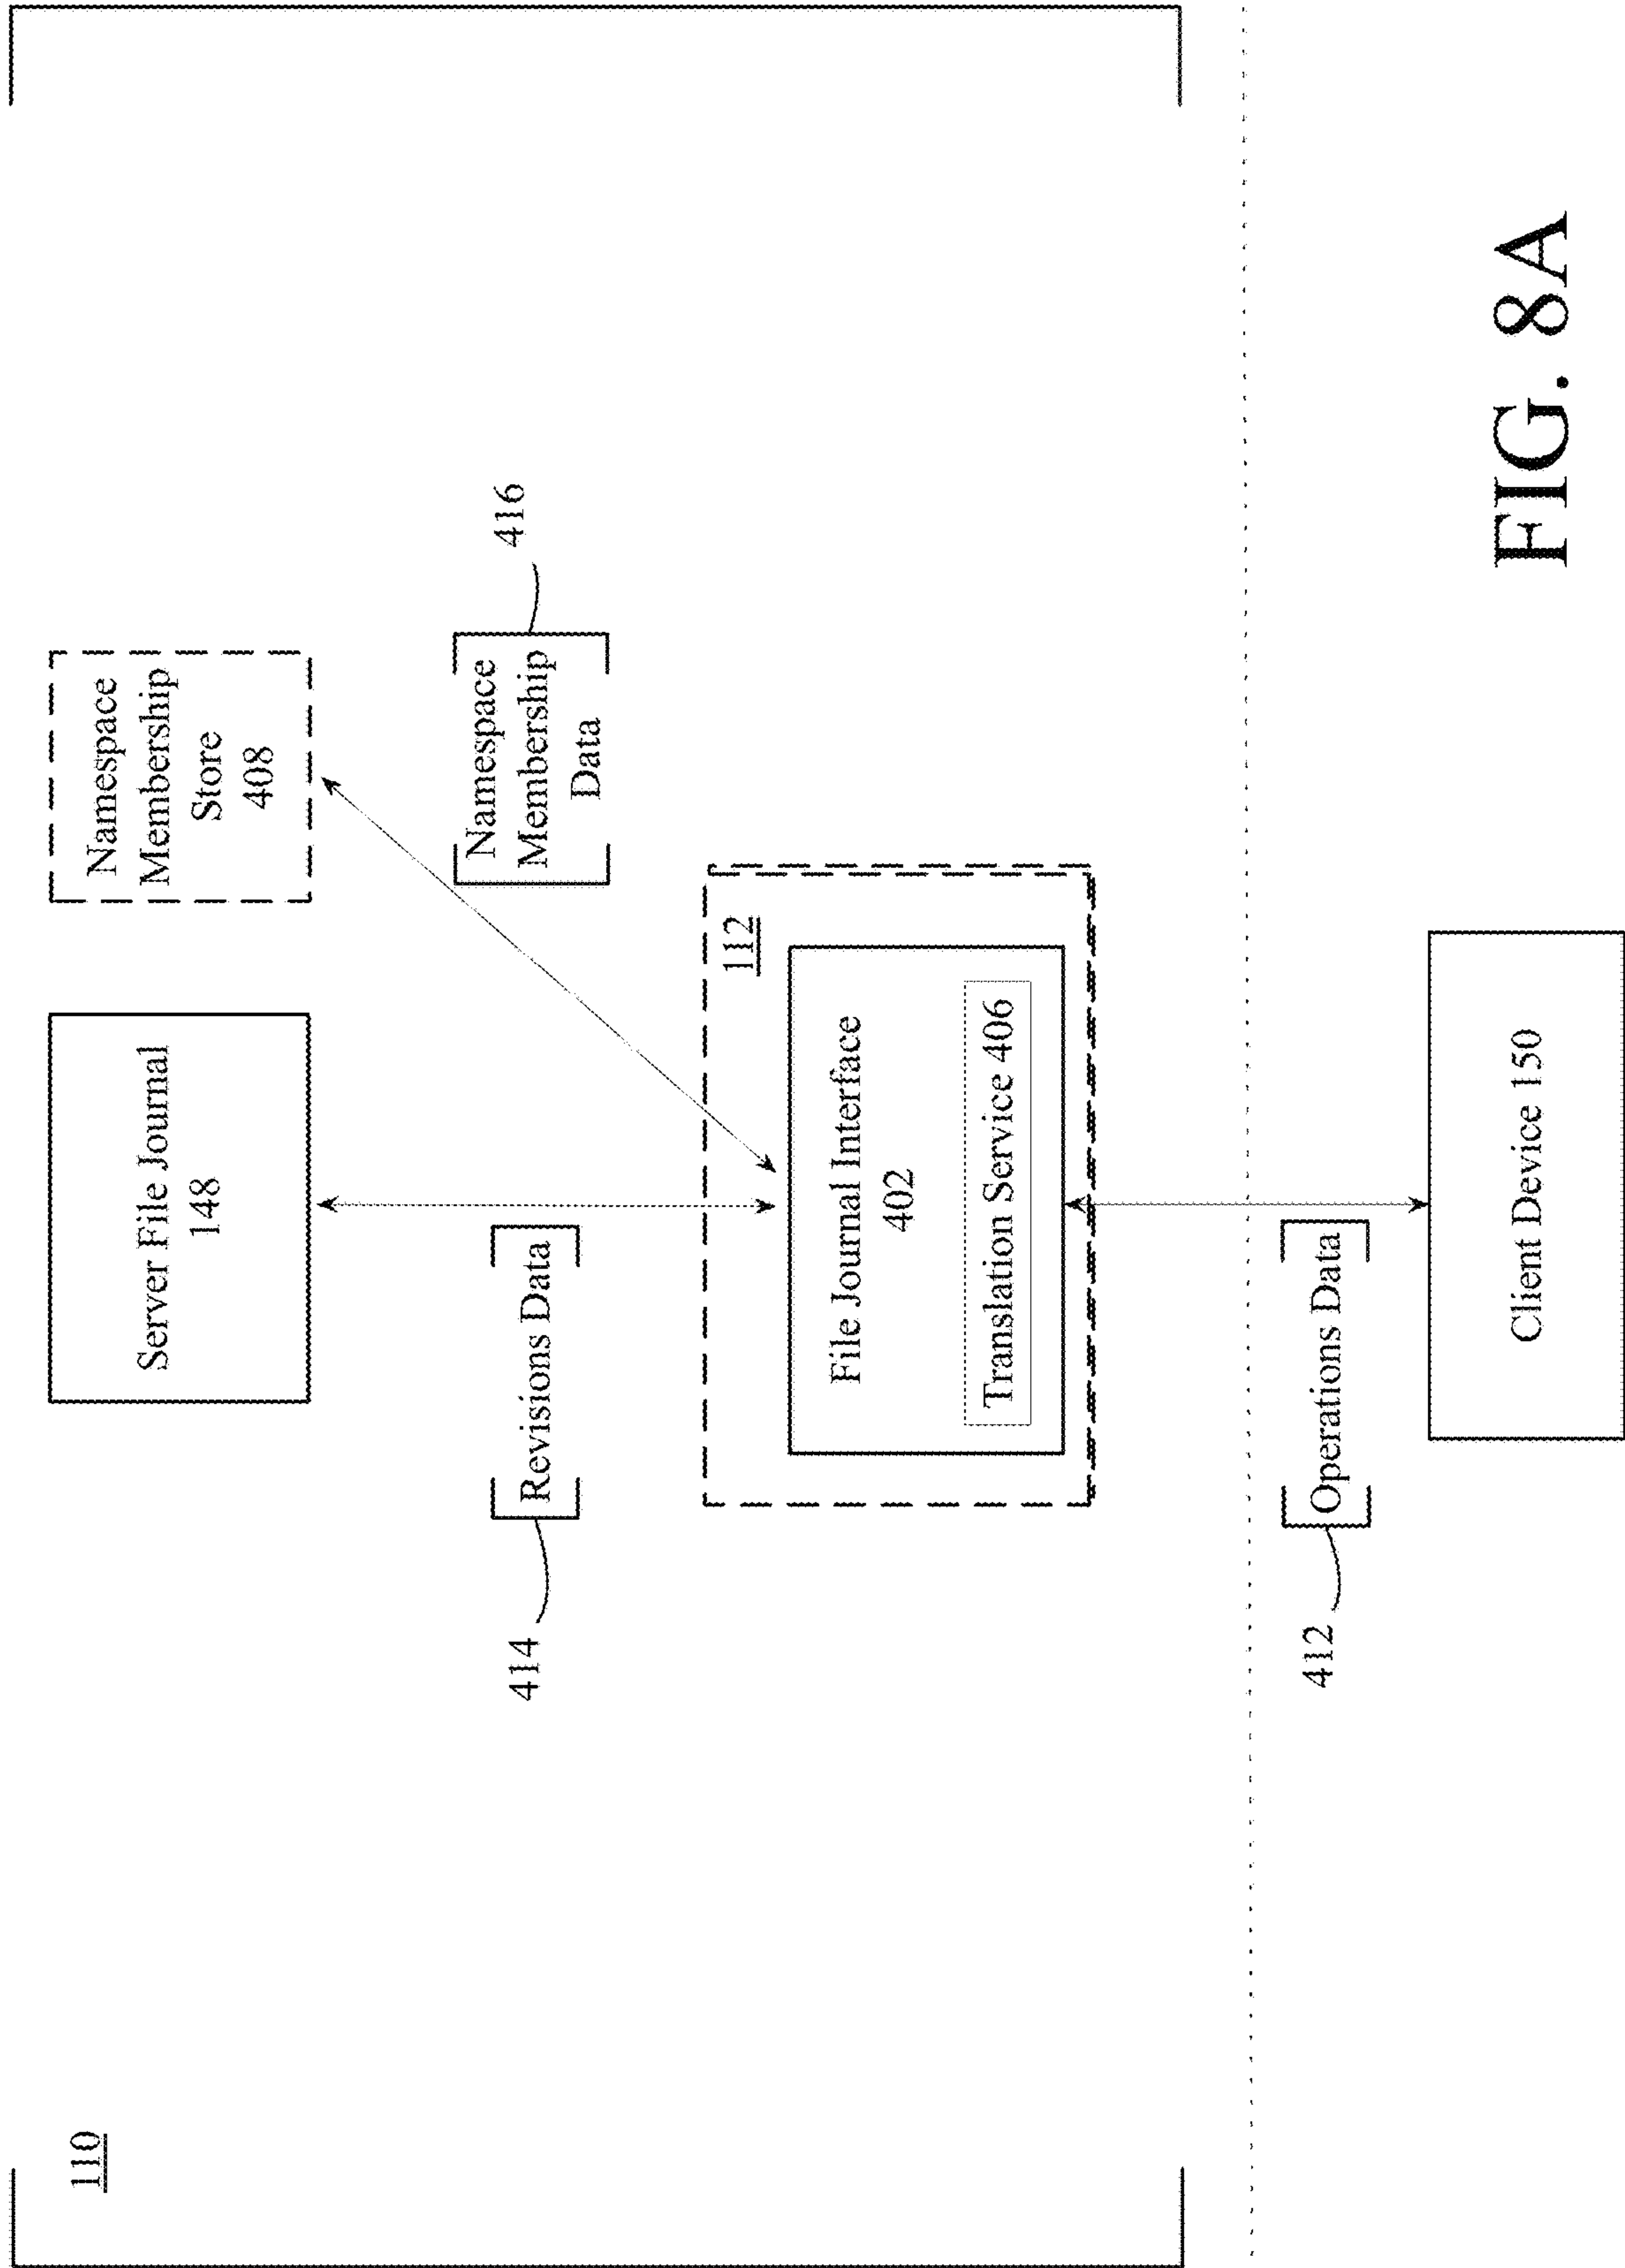 110
Server File Journal
148
Namespace
Membership
Store
408
414
Revisions Data
Namespace
Membership
Data
416
112
File Journal Interface
402
Translation Service 406
412
Operations Data
Client Device 150
FIG. 8A